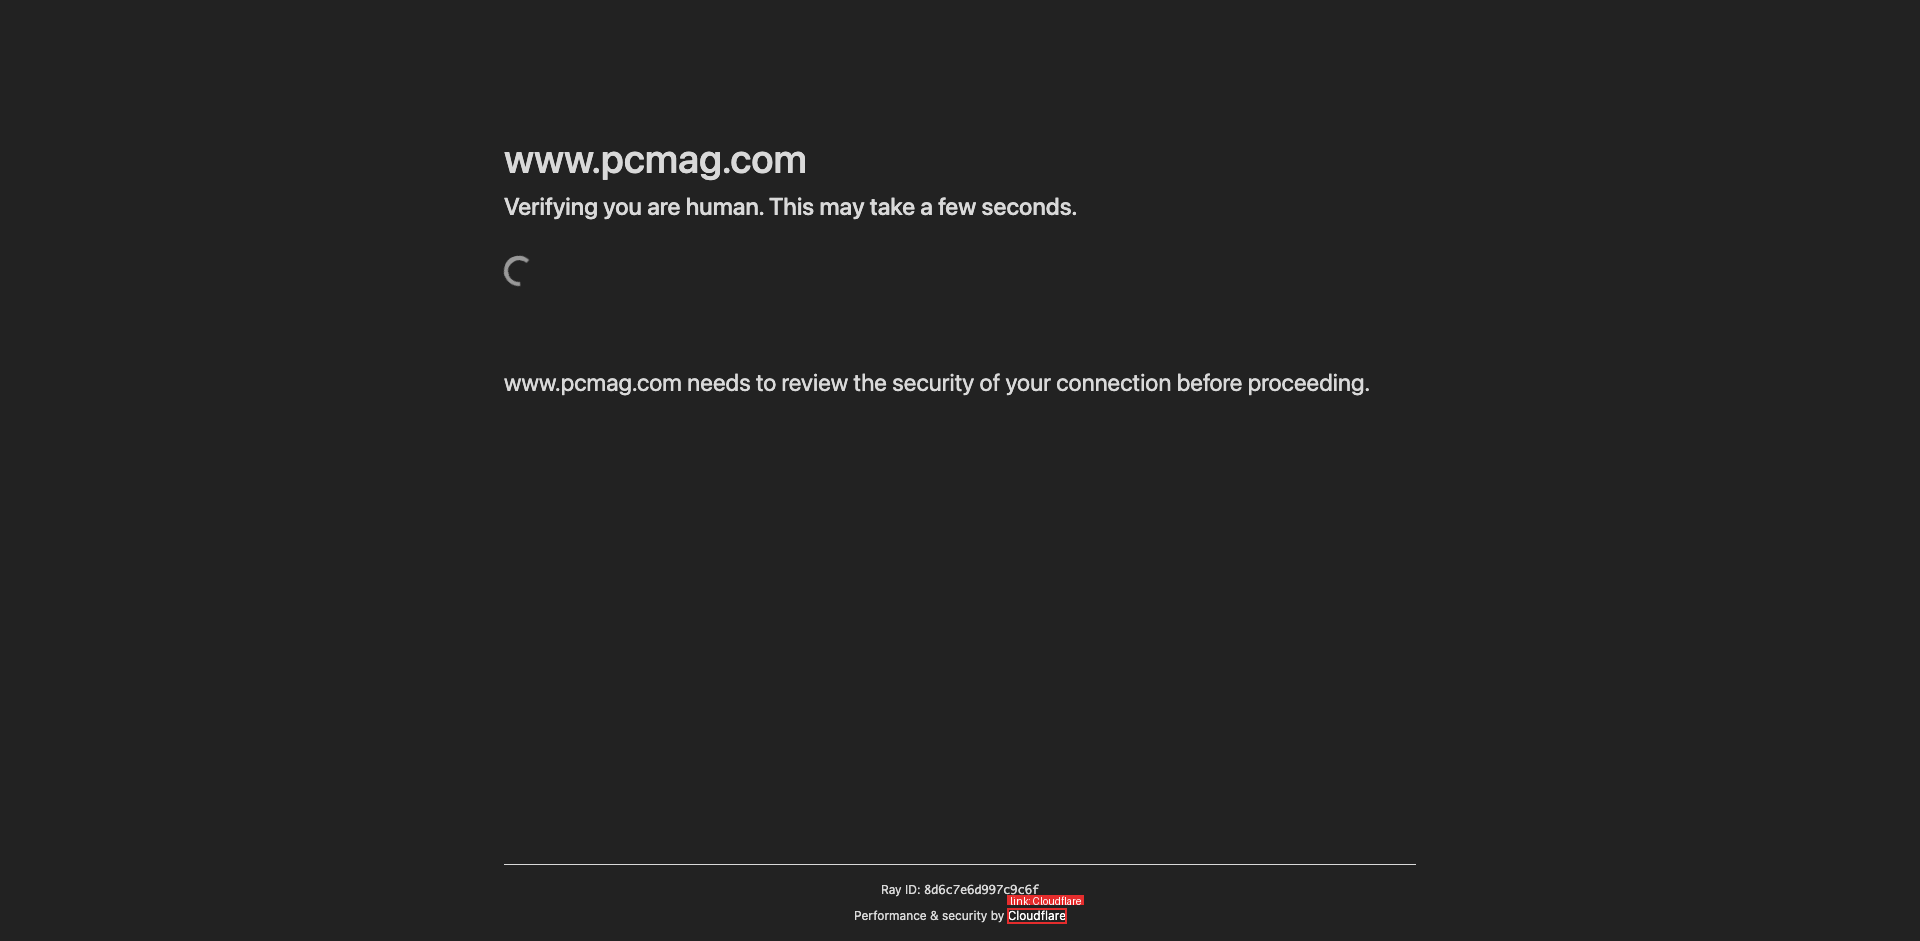 www.pcmag.com
Verifying you are human. This may take a few seconds.
www.pcmag.com needs to review the security of your connection before proceeding.
Ray ID: 8d6c7e6d997c9c6f
link: Cloudflare
Performance & security by Cloudflare